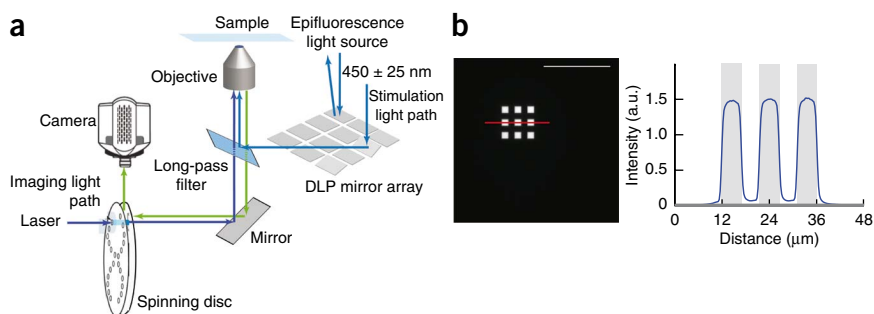 a
Sample
Epifluorescence
light source
Objective
450 ± 25 nm
Stimulation
light path
Camera
Long-pass
filter
DLP mirror array
Imaging light
path
Laser
Mirror
Spinning disc
b
Intensity (a.u.)
1.5
1.0
0.5
0
0 12 24 36 48
Distance (μm)